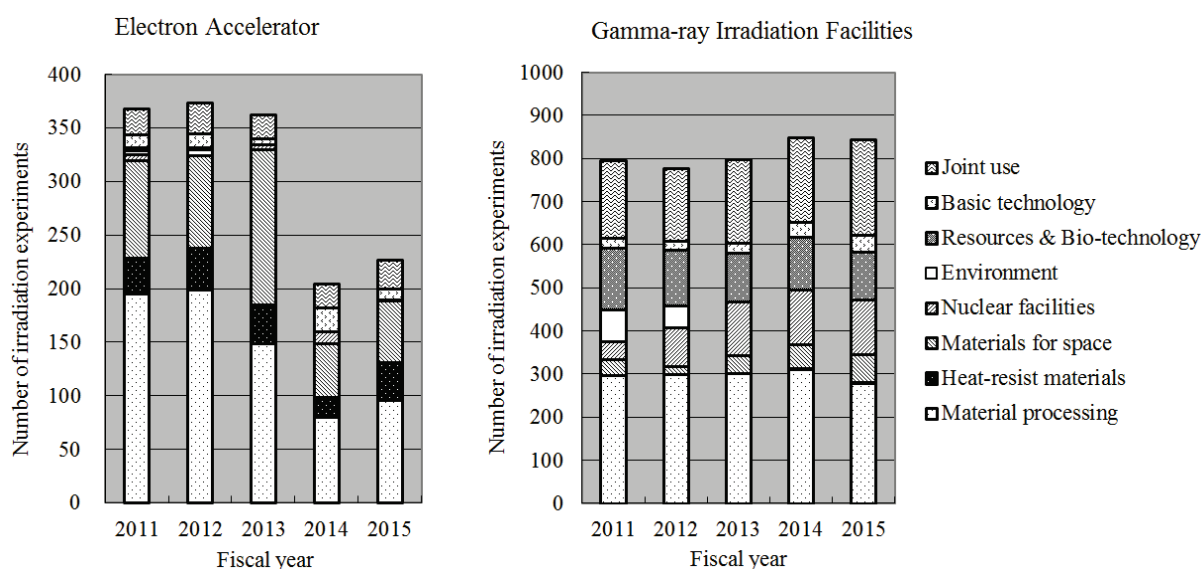 Electron Accelerator
Number of irradiation experiments
400
350
300
250
200
150
100
50
0
2011 2012 2013 2014 2015
Fiscal year
Gamma-ray Irradiation Facilities
Number of irradiation experiments
1000
900
800
700
600
500
400
300
200
100
0
2011 2012 2013 2014 2015
Fiscal year
Joint use
Basic technology
Resources & Bio-technology
Environment
Nuclear facilities
Materials for space
Heat-resist materials
Material processing